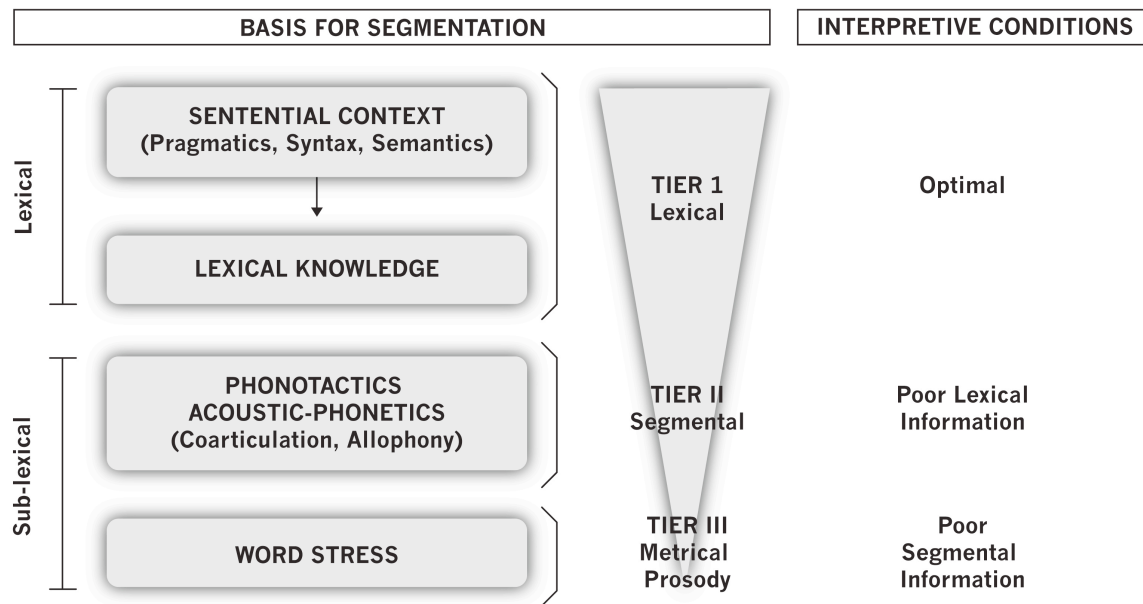 BASIS FOR SEGMENTATION
INTERPRETIVE CONDITIONS
Lexical
SENTENTIAL CONTEXT
(Pragmatics, Syntax, Semantics)
LEXICAL KNOWLEDGE
TIER 1
Lexical
Optimal
Sub-lexical
PHONOTACTICS
ACOUSTIC-PHONETICS
(Coarticulation, Allophony)
TIER II
Segmental
Poor Lexical
Information
WORD STRESS
TIER III
Metrical
Prosody
Poor
Segmental
Information